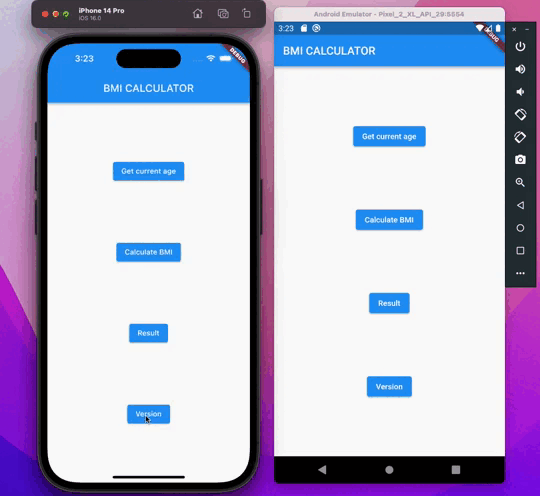 iPhone 14 Pro
iOS 16.0
3:23
DEBUG
BMI CALCULATOR
Get current age
Calculate BMI
Result
Version
Android Emulator - Pixel_2_XL_API_29:5554
3:23
BMI CALCULATOR
Get current age
Calculate BMI
Result
Version